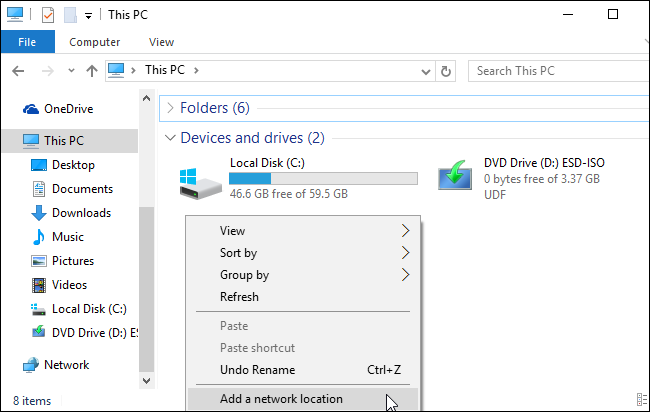 This PC
File Computer View
This PC Search This PC
OneDrive
This PC
Desktop
Documents
Downloads
Music
Pictures
Videos
Local Disk (C:)
DVD Drive (D:) ES
Network
Folders (6)
Devices and drives (2)
Local Disk (C:)
46.6 GB free of 59.5 GB
DVD Drive (D:) ESD-ISO
0 bytes free of 3.37 GB
UDF
View
Sort by
Group by
Refresh
Paste
Paste shortcut
Undo Rename Ctrl+Z
Add a network location
8 items